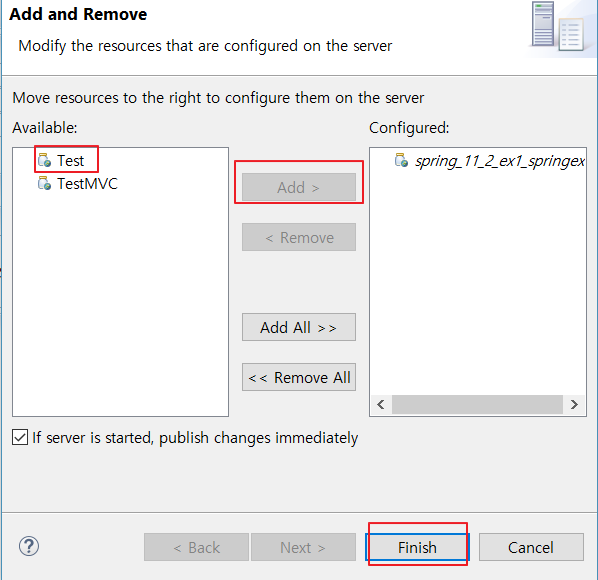 Add and Remove
Modify the resources that are configured on the server
Move resources to the right to configure them on the server
Available:
Configured:
Test
TestMVC
Add >
< Remove
Add All >>
<< Remove All
spring_11_2_ex1_springex
If server is started, publish changes immediately
?
< Back
Next >
Finish
Cancel